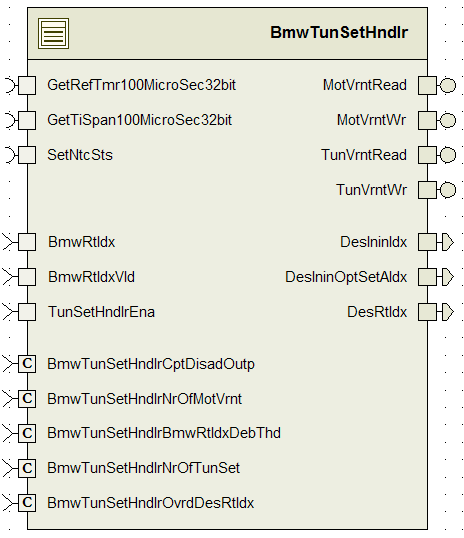 BmwTunSetHndlr
GetRefTmr100MicroSec32bit MotVrntRead
GetTiSpan100MicroSec32bit MotVrntWr
SetNtcSts TunVrntRead
TunVrntWr
BmwRtIdx DesIninIdx
BmwRtIdxVld DesIninOptSetAIdx
TunSetHndlrEna DesRtIdx
C BmwTunSetHndlrCptDisadOutp
C BmwTunSetHndlrNrOfMotVrnt
C BmwTunSetHndlrBmwRtIdxDebThd
C BmwTunSetHndlrNrOfTunSet
C BmwTunSetHndlrOvrdDesRtIdx